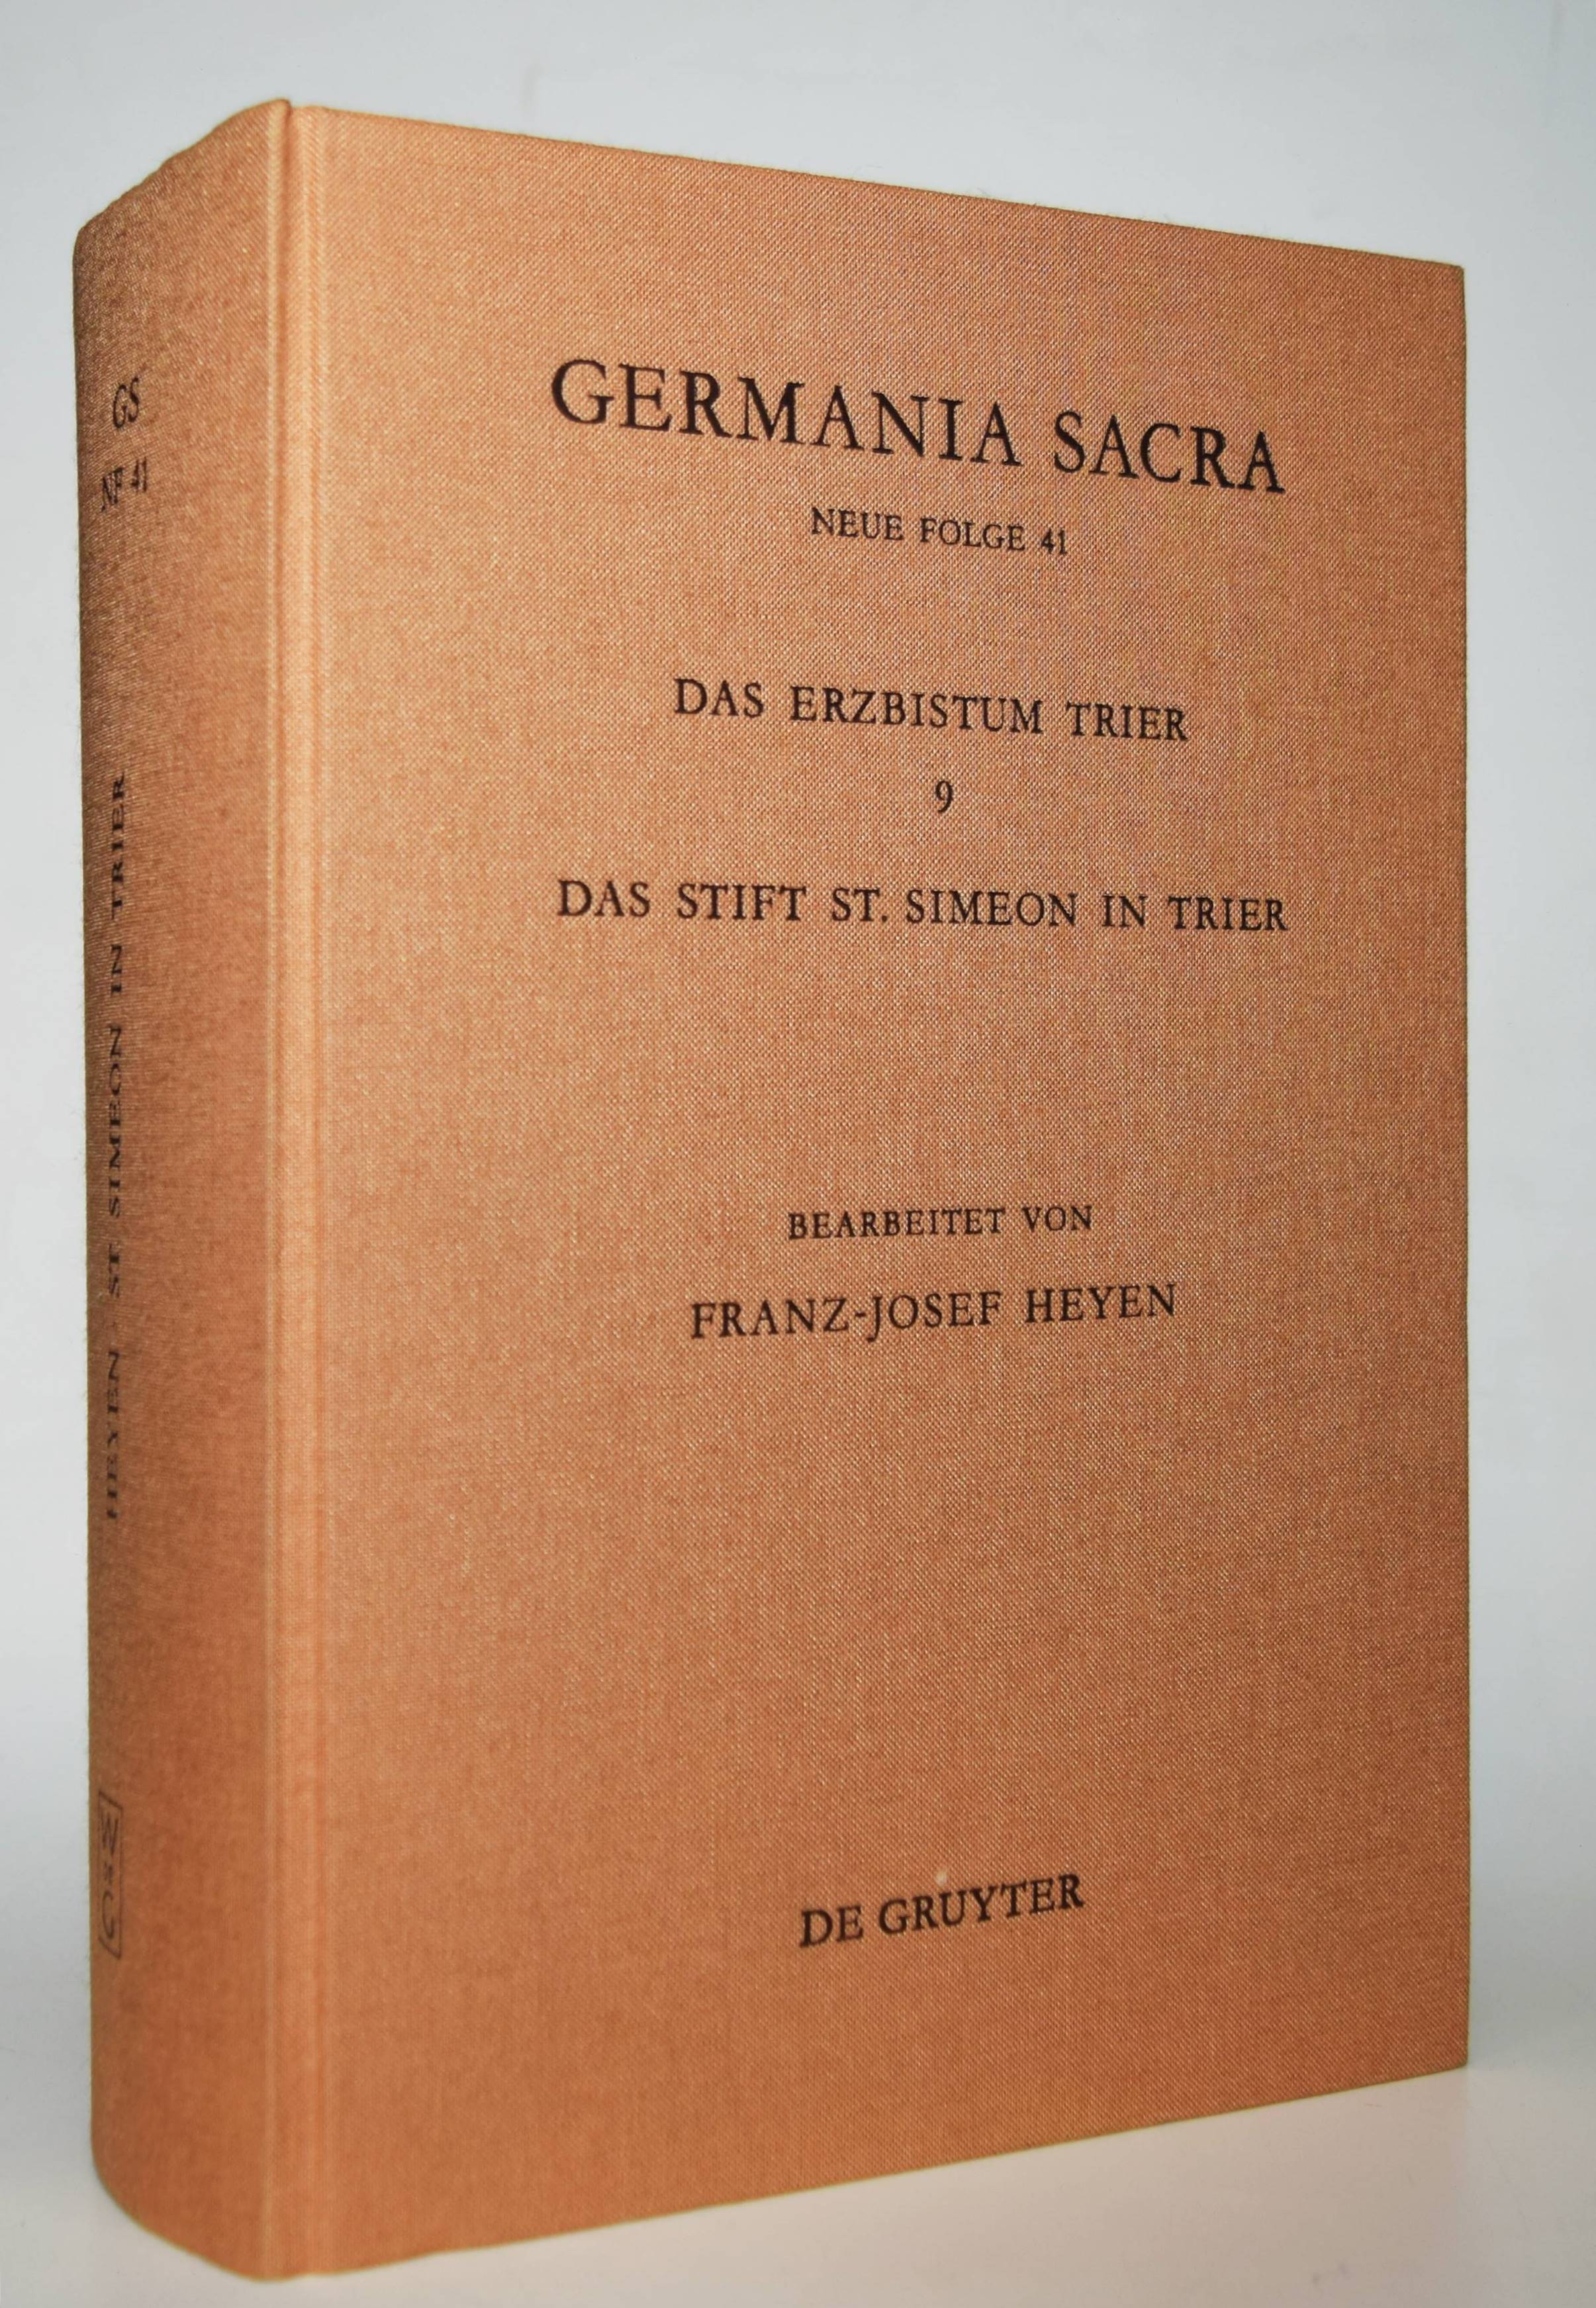 GS
NF 41
HEYEN · ST. SIMEON IN TRIER
W
DE
G
GERMANIA SACRA
NEUE FOLGE 41
DAS ERZBISTUM TRIER
9
DAS STIFT ST. SIMEON IN TRIER
BEARBEITET VON
FRANZ-JOSEF HEYEN
DE GRUYTER